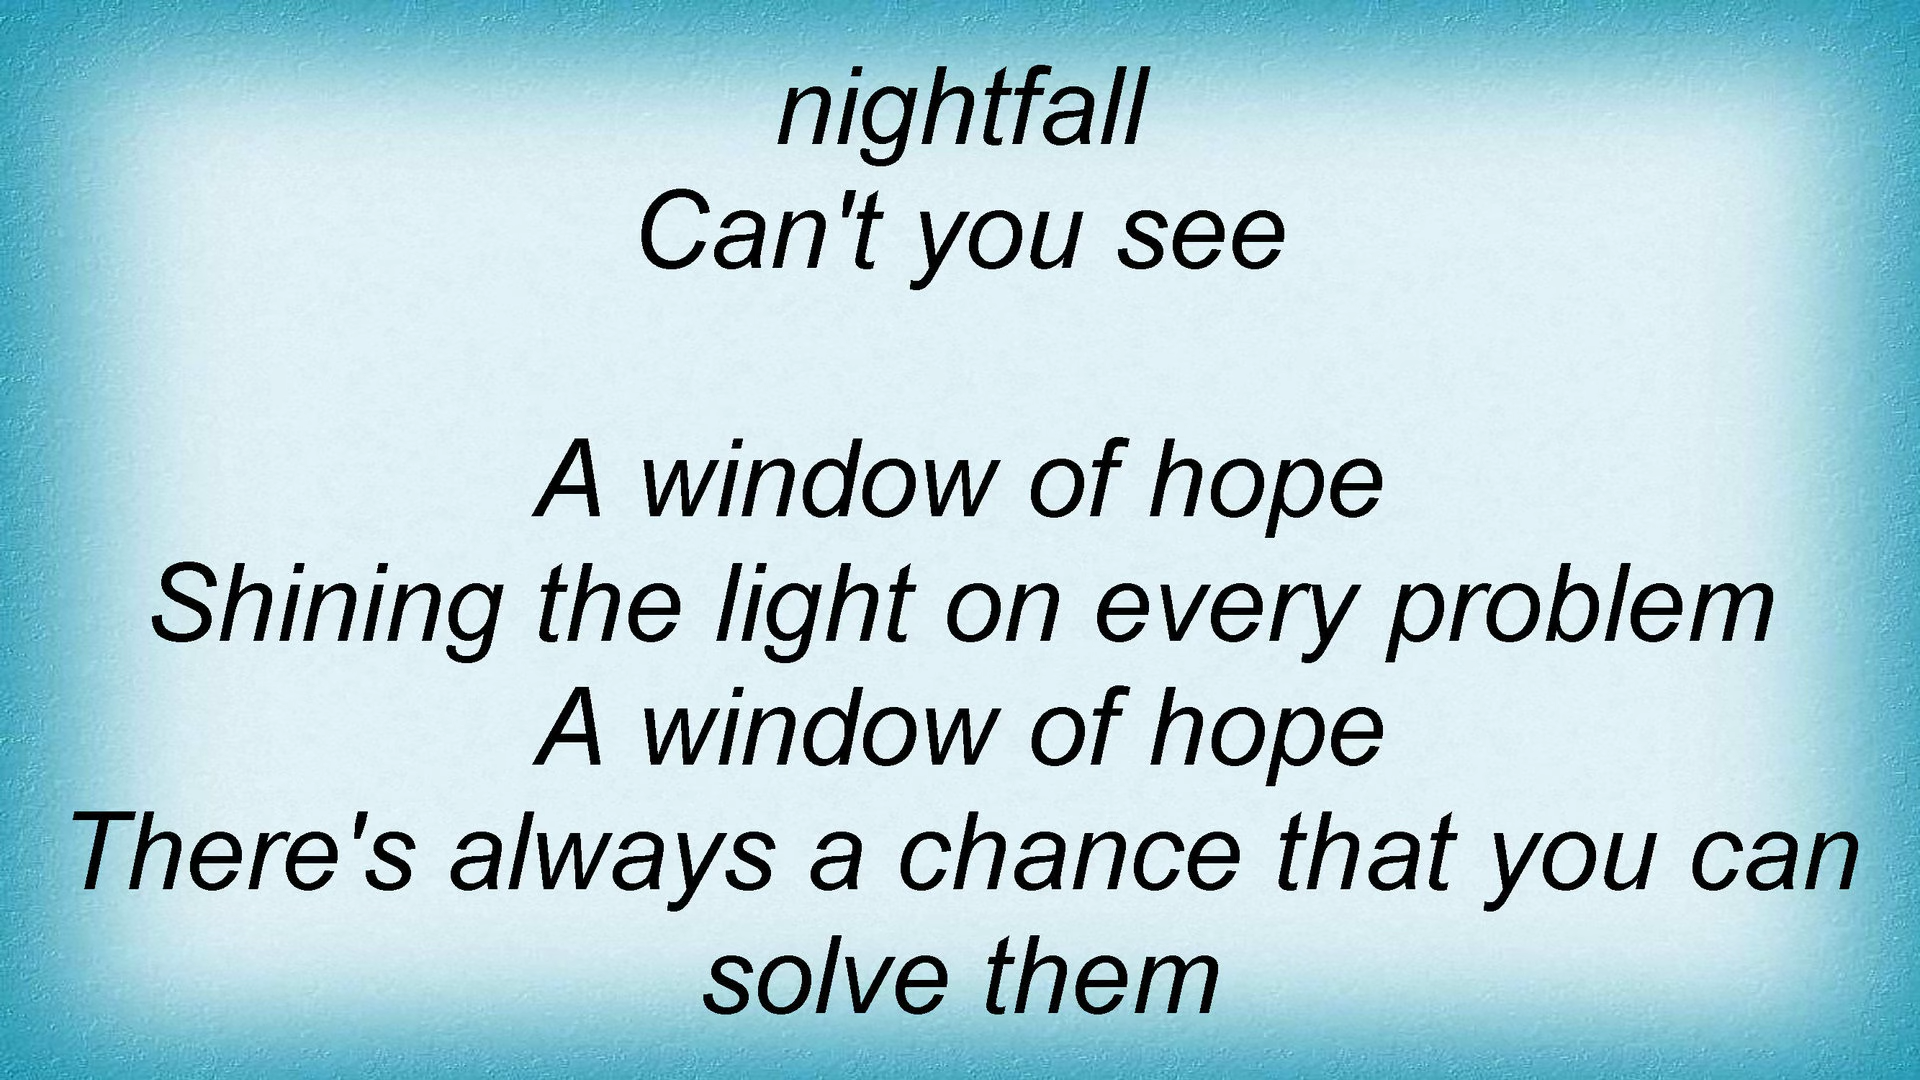 nightfall
Can't you see
A window of hope
Shining the light on every problem
A window of hope
There's always a chance that you can
solve them